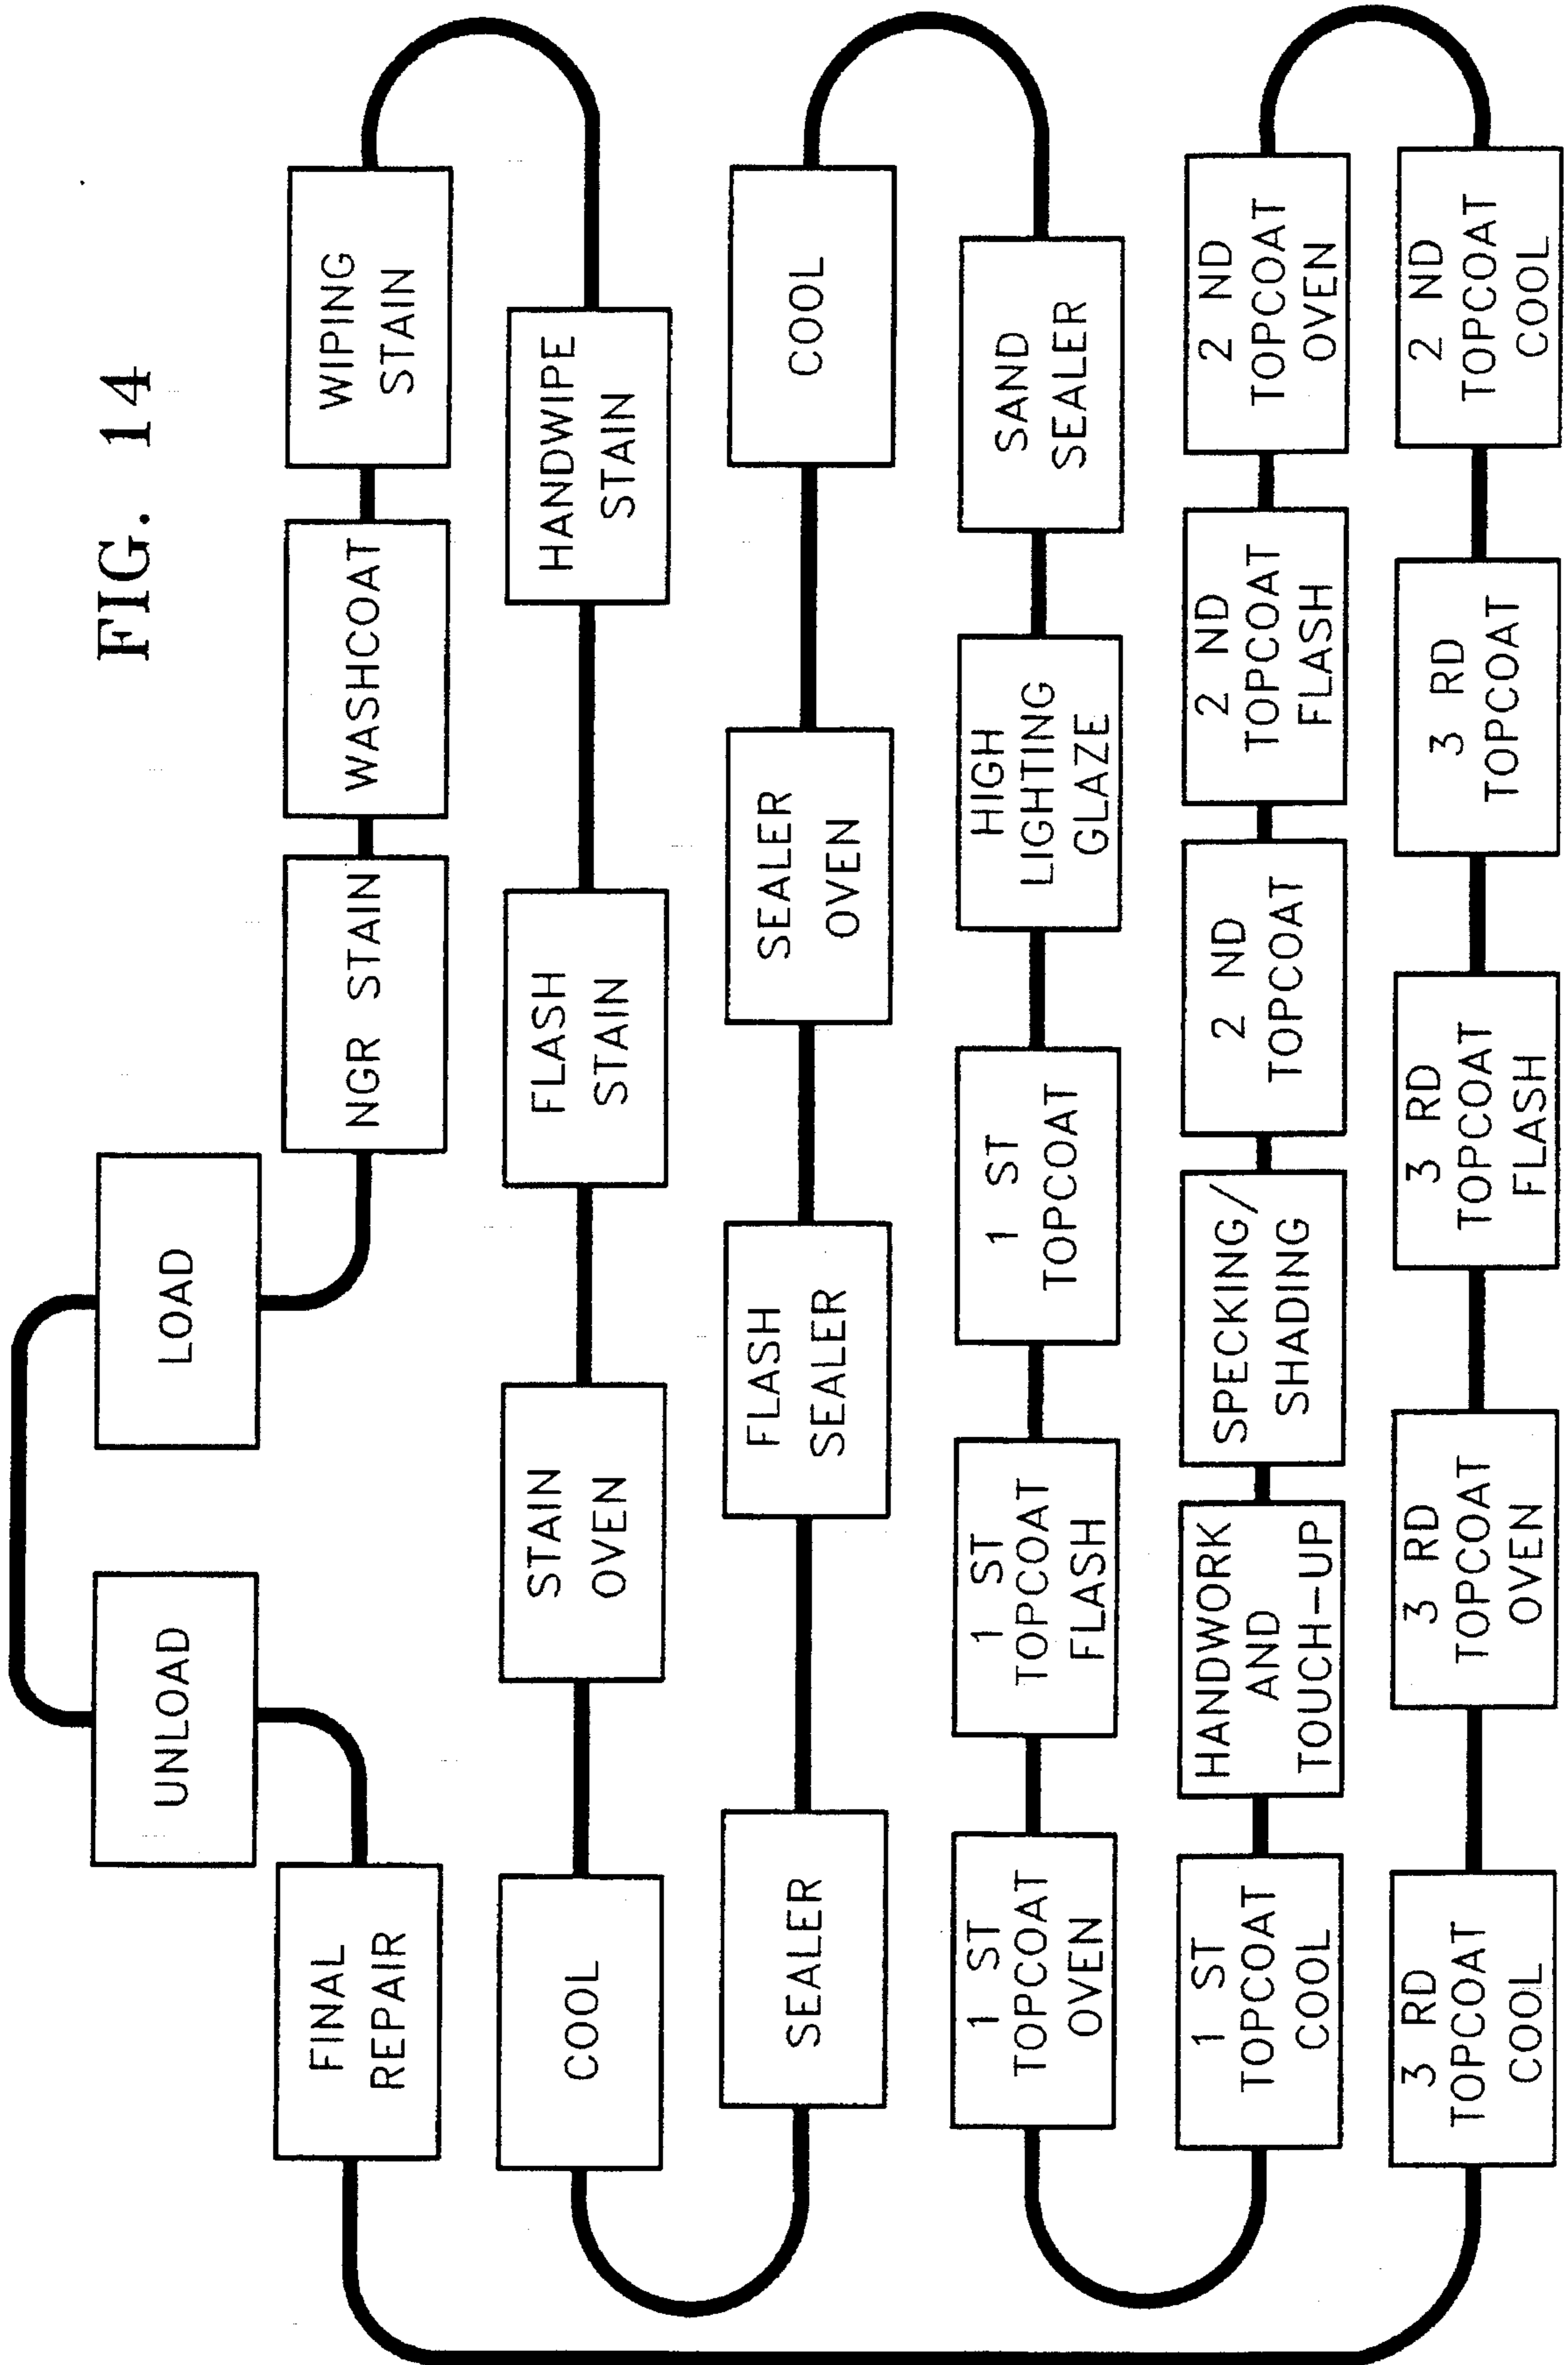 FIG. 14
UNLOAD
LOAD
FINAL
REPAIR
NGR STAIN
WASHCOAT
WIPING
STAIN
HANDWIPE
STAIN
FLASH
STAIN
STAIN
OVEN
COOL
SEALER
FLASH
SEALER
SEALER
OVEN
COOL
SAND
SEALER
HIGH
LIGHTING
GLAZE
1 ST
TOPCOAT
1 ST
TOPCOAT
FLASH
1 ST
TOPCOAT
OVEN
1 ST
TOPCOAT
COOL
HANDWORK
AND
TOUCH-UP
SPECKING/
SHADING
2 ND
TOPCOAT
2 ND
TOPCOAT
FLASH
2 ND
TOPCOAT
OVEN
2 ND
TOPCOAT
COOL
3 RD
TOPCOAT
3 RD
TOPCOAT
FLASH
3 RD
TOPCOAT
OVEN
3 RD
TOPCOAT
COOL